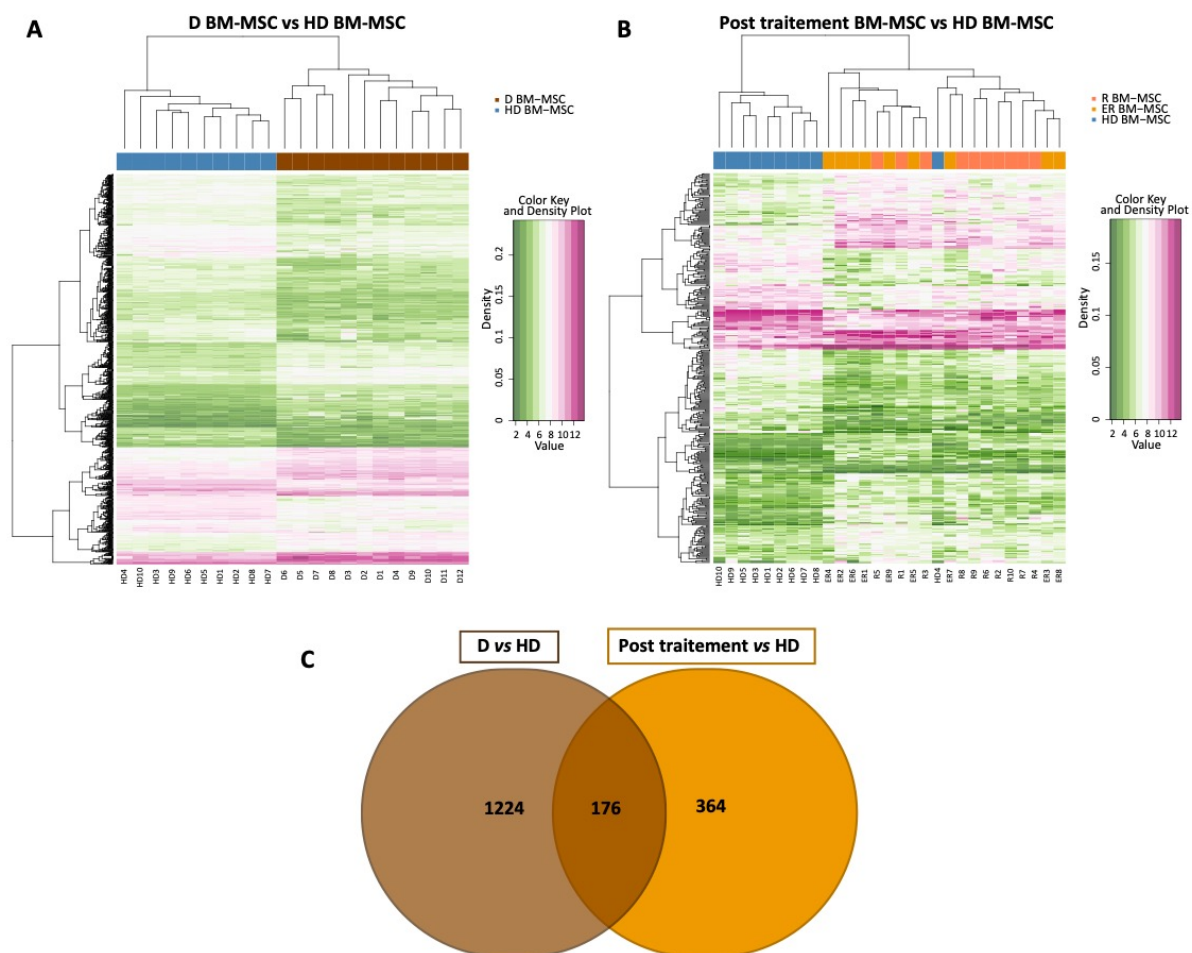 A
D BM-MSC vs HD BM-MSC
D BM−MSC
HD BM−MSC
Color Key
and Density Plot
Density
0 0.05 0.1 0.15 0.2
2 4 6 8 10 12
Value
HD4 HD10 HD3 HD9 HD6 HD5 HD1 HD2 HD8 HD7 D6 D5 D7 D8 D3 D2 D1 D4 D9 D10 D11 D12
B
Post traitement BM-MSC vs HD BM-MSC
R BM−MSC
ER BM−MSC
HD BM−MSC
Color Key
and Density Plot
Density
0 0.05 0.1 0.15
2 4 6 8 10 12
Value
HD10 HD9 HD5 HD3 HD1 HD2 HD6 HD7 HD8 ER4 ER2 ER6 ER1 R5 ER9 R1 ER5 R3 HD4 ER7 R8 R9 R6 R2 R10 R7 R4 ER3 ER8
C
D vs HD
Post traitement vs HD
1224
176
364